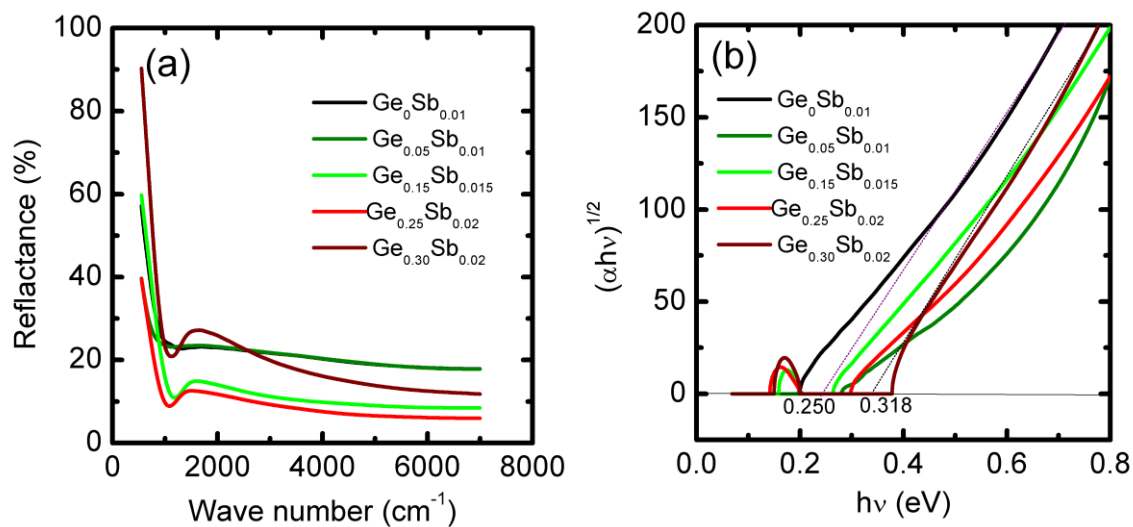 (a)
100
80
60
40
20
0
Reflactance (%)
0 2000 4000 6000 8000
Wave number (cm⁻¹)
Ge₀Sb₀.₀₁
Ge₀.₀₅Sb₀.₀₁
Ge₀.₁₅Sb₀.₀₁₅
Ge₀.₂₅Sb₀.₀₂
Ge₀.₃₀Sb₀.₀₂
(b)
200
150
100
50
0
(αhν)^1/2
0.0 0.2 0.4 0.6 0.8
hν (eV)
Ge₀Sb₀.₀₁
Ge₀.₀₅Sb₀.₀₁
Ge₀.₁₅Sb₀.₀₁₅
Ge₀.₂₅Sb₀.₀₂
Ge₀.₃₀Sb₀.₀₂
0.250 0.318